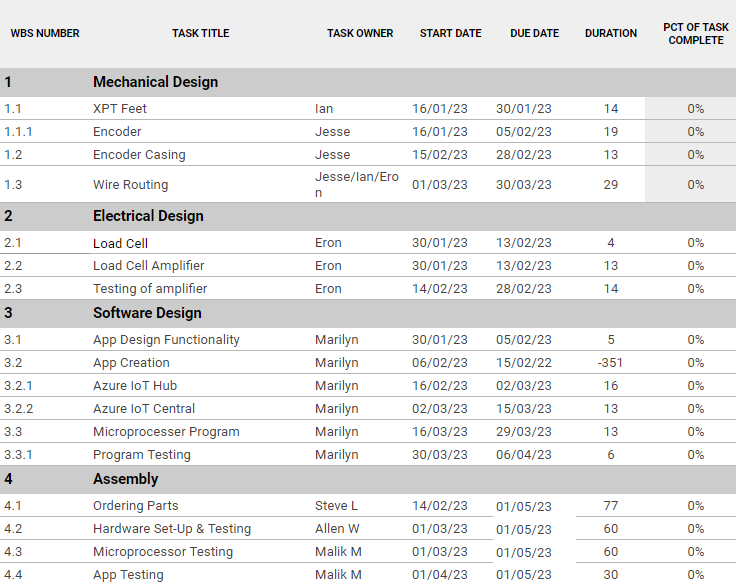 WBS NUMBER TASK TITLE TASK OWNER START DATE DUE DATE DURATION PCT OF TASK COMPLETE
1 Mechanical Design
1.1 XPT Feet Ian 16/01/23 30/01/23 14 0%
1.1.1 Encoder Jesse 16/01/23 05/02/23 19 0%
1.2 Encoder Casing Jesse 15/02/23 28/02/23 13 0%
1.3 Wire Routing Jesse/Ian/Eron 01/03/23 30/03/23 29 0%
2 Electrical Design
2.1 Load Cell Eron 30/01/23 13/02/23 4 0%
2.2 Load Cell Amplifier Eron 30/01/23 13/02/23 13 0%
2.3 Testing of amplifier Eron 14/02/23 28/02/23 14 0%
3 Software Design
3.1 App Design Functionality Marilyn 30/01/23 05/02/23 5 0%
3.2 App Creation Marilyn 06/02/23 15/02/22 -351 0%
3.2.1 Azure IoT Hub Marilyn 16/02/23 02/03/23 16 0%
3.2.2 Azure IoT Central Marilyn 02/03/23 15/03/23 13 0%
3.3 Microprocesser Program Marilyn 16/03/23 29/03/23 13 0%
3.3.1 Program Testing Marilyn 30/03/23 06/04/23 6 0%
4 Assembly
4.1 Ordering Parts Steve L 14/02/23 01/05/23 77 0%
4.2 Hardware Set-Up & Testing Allen W 01/03/23 01/05/23 60 0%
4.3 Microprocessor Testing Malik M 01/03/23 01/05/23 60 0%
4.4 App Testing Malik M 01/04/23 01/05/23 30 0%